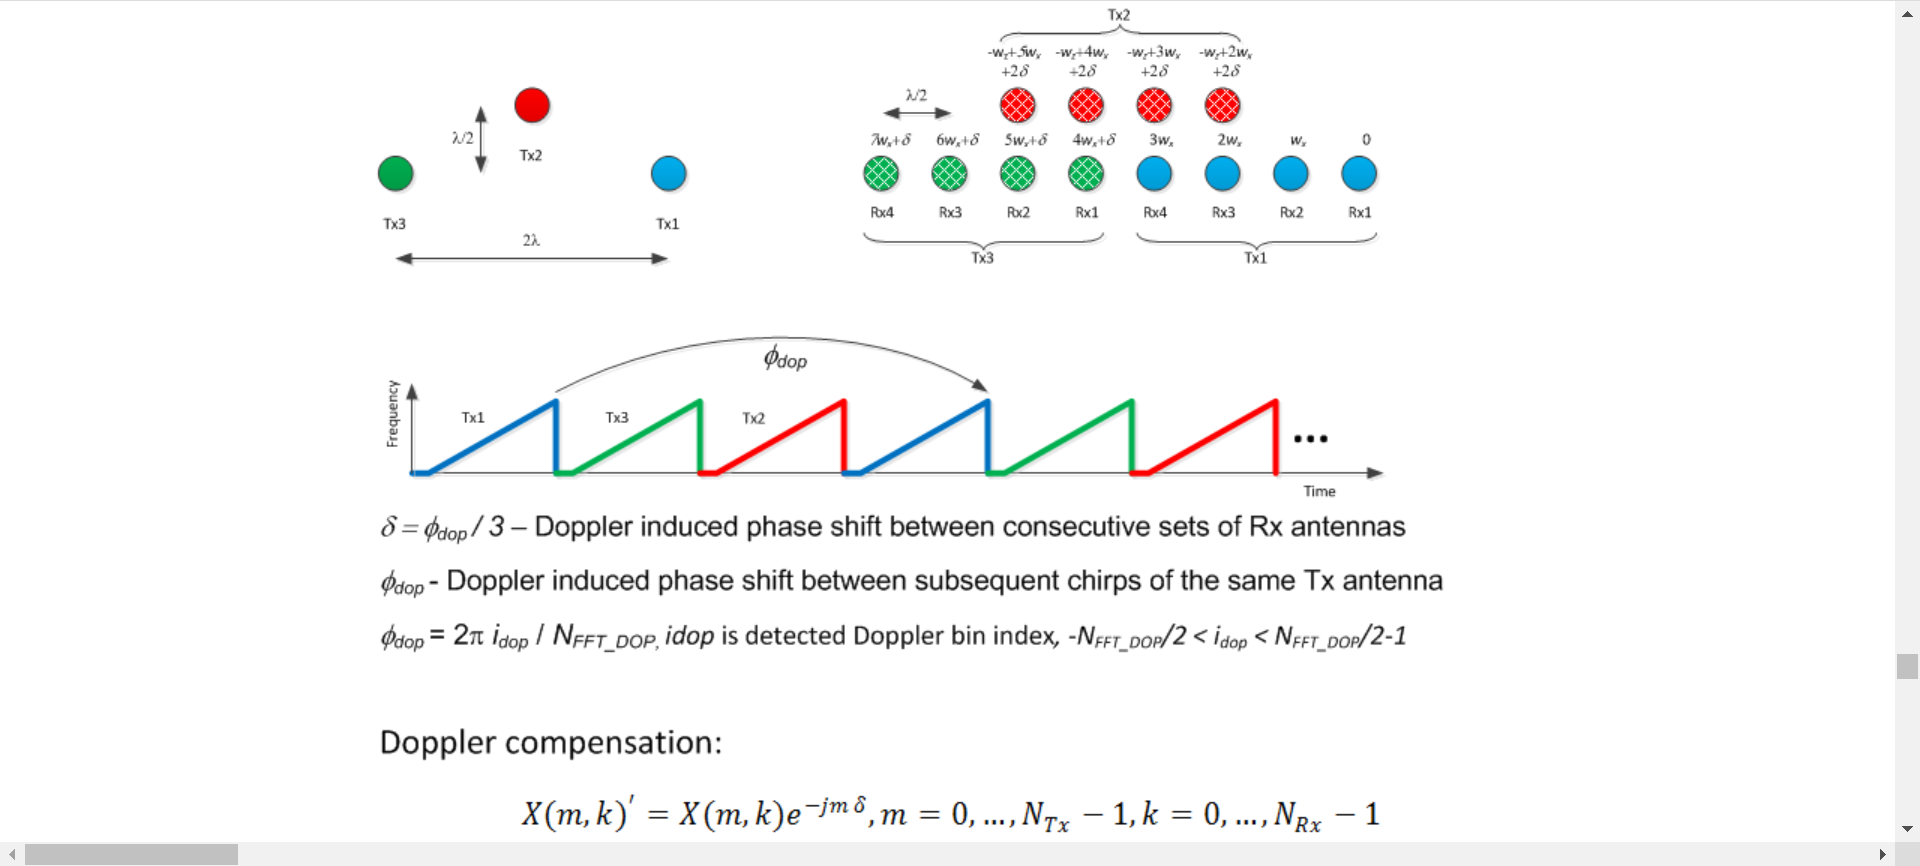 Tx2
-wz+5wx -wz+4wx -wz+3wx -wz+2wx
+2δ +2δ +2δ +2δ
λ/2
7wx+δ 6wx+δ 5wx+δ 4wx+δ 3wx 2wx wx 0
Rx4 Rx3 Rx2 Rx1 Rx4 Rx3 Rx2 Rx1
Tx3 Tx1
λ/2
Tx2
Tx3 Tx1
2λ
ϕdop
Frequency
Tx1 Tx3 Tx2
...
Time
δ = ϕdop / 3 – Doppler induced phase shift between consecutive sets of Rx antennas
ϕdop - Doppler induced phase shift between subsequent chirps of the same Tx antenna
ϕdop = 2π idop / NFFT_DOP, idop is detected Doppler bin index, -NFFT_DOP/2 < idop < NFFT_DOP/2-1
Doppler compensation:
X(m,k)′ = X(m,k)e^−jm δ, m = 0, …, NTx − 1, k = 0, …, NRx − 1